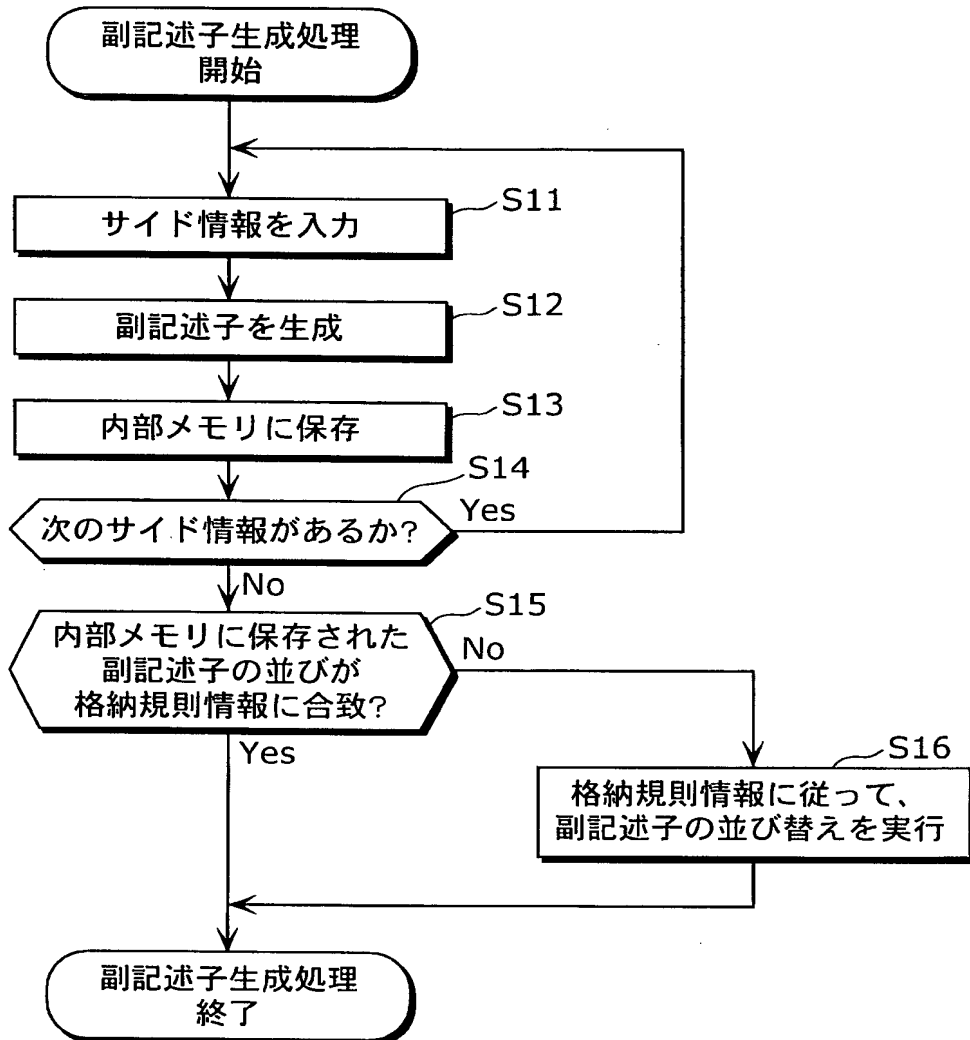 副記述子生成処理
開始
S11
サイド情報を入力
S12
副記述子を生成
S13
内部メモリに保存
S14
次のサイド情報があるか?
Yes
No
S15
内部メモリに保存された
副記述子の並びが
格納規則情報に合致?
No
Yes
S16
格納規則情報に従って、
副記述子の並び替えを実行
副記述子生成処理
終了